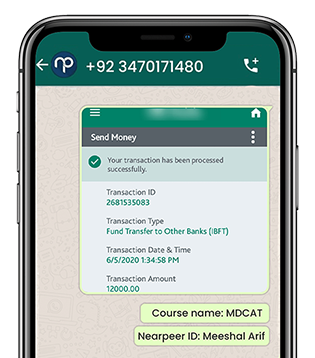 np +92 3470171480
Send Money
Your transaction has been processed
successfully.
Transaction ID
2681535083
Transaction Type
Fund Transfer to Other Banks (IBFT)
Transaction Date & Time
6/5/2020 1:34:58 PM
Transaction Amount
12000.00
Course name: MDCAT
Nearpeer ID: Meeshal Arif